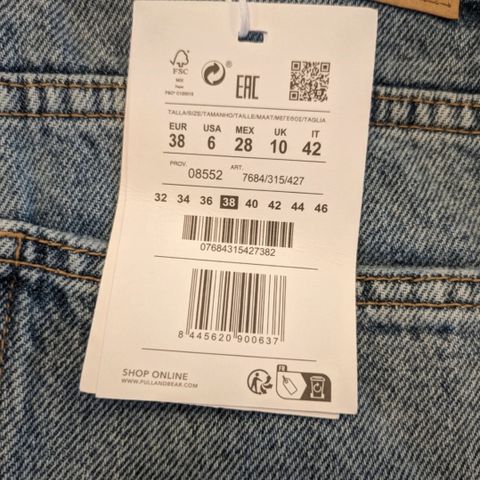 FSC
MIX
EAC
TALLA/SIZE/TAMANHO/TAILLE/MAAT/ΜΕΓΕΘΟΣ/TAGLIA
EUR USA MEX UK IT
38 6 28 10 42
PROV. 08552 ART. 7684/315/427
32 34 36 38 40 42 44 46
07684315427382
8 445620 900637
SHOP ONLINE
WWW.PULLANDBEAR.COM
FR